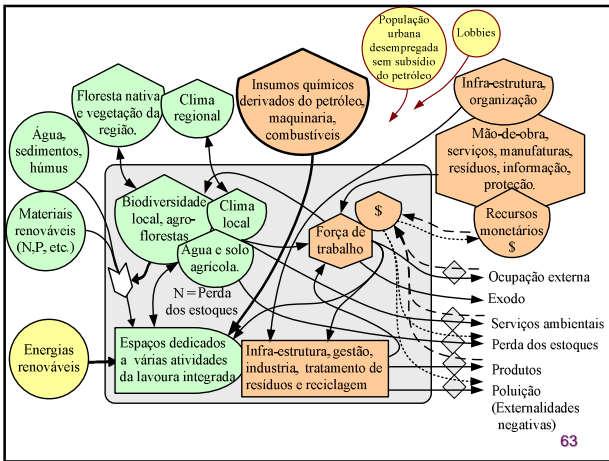 População
urbana
desempregada
sem subsídio
do petróleo
Lobbies
Floresta nativa
e vegetação da
região.
Clima
regional
Insumos químicos
derivados do petróleo,
maquinaria,
combustíveis
Infra-estrutura,
organização
Água,
sedimentos,
húmus
Mão-de-obra,
serviços, manufaturas,
resíduos, informação,
proteção.
Materiais
renováveis
(N,P, etc.)
Biodiversidade
local, agro-
florestas
Clima
local
$
Força de
trabalho
Recursos
monetários
$
Agua e solo
agrícola.
N = Perda
dos estoques
Ocupação externa
Exodo
Serviços ambientais
Perda dos estoques
Produtos
Poluição
(Externalidades
negativas)
Energias
renováveis
Espaços dedicados
a várias atividades
da lavoura integrada
Infra-estrutura, gestão,
industria, tratamento de
resíduos e reciclagem
63